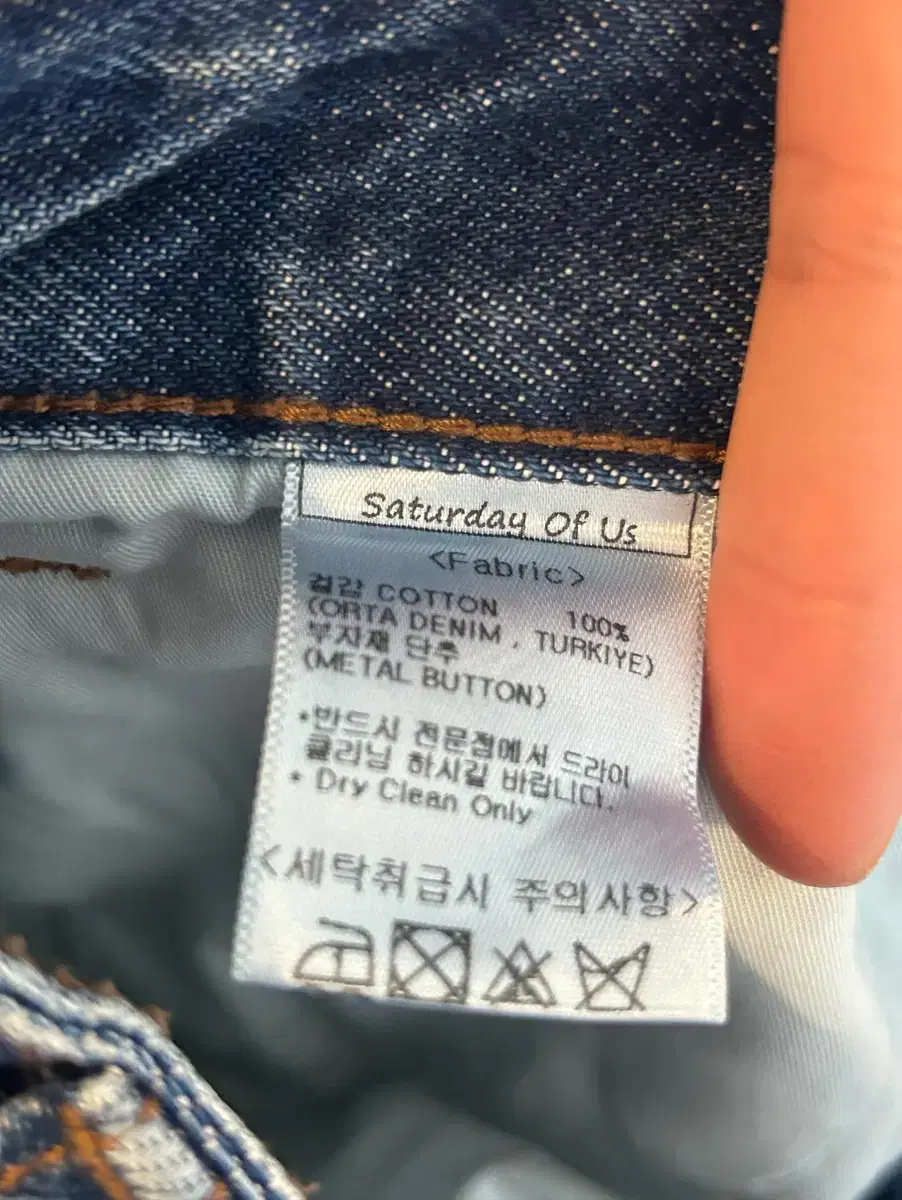 Saturday Of Us
<Fabric>
겉감 COTTON 100%
(ORTA DENIM , TURKIYE)
부자재 단추
(METAL BUTTON)
*반드시 전문점에서 드라이
클리닝 하시길 바랍니다.
* Dry Clean Only
<세탁취급시 주의사항>